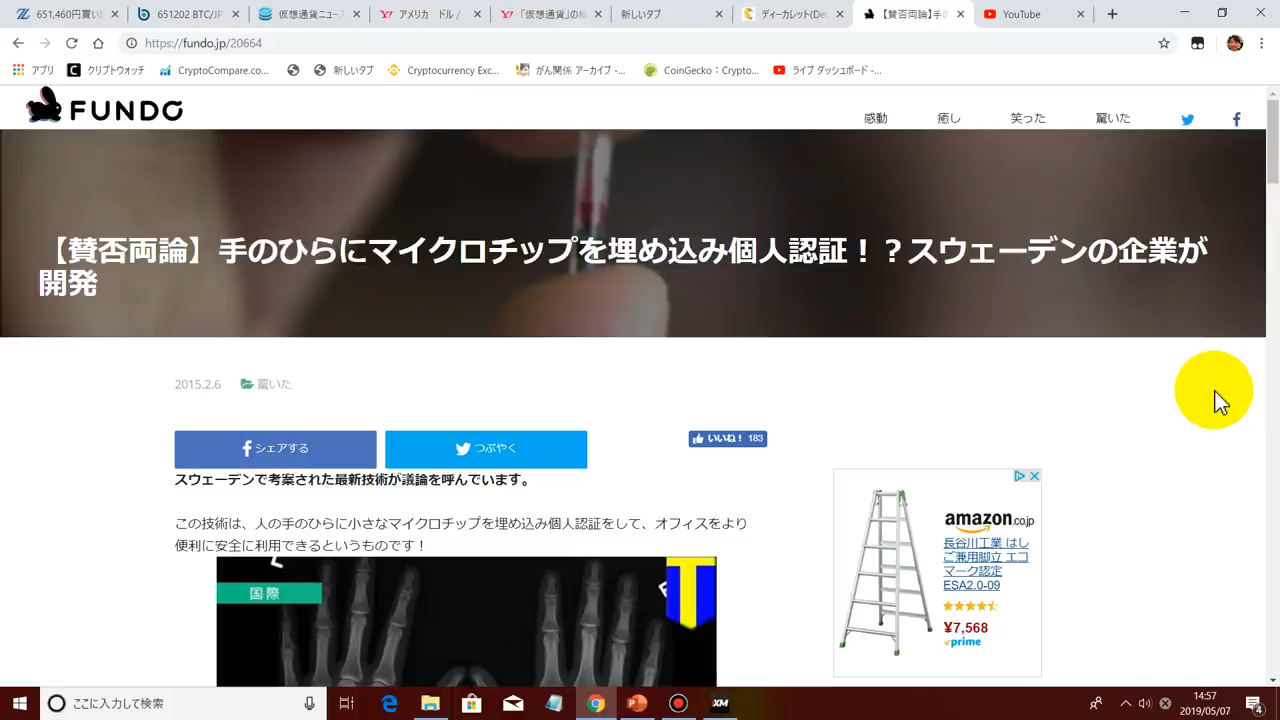 651,460円買い
651202 BTC/JP
仮想通貨ニュース
アメリカ ドル /
「仮想通貨」の検
新しいタブ
ディーカレット(Dec
【賛否両論】手の
YouTube
https://fundo.jp/20664
アプリ
クリプトウォッチ
CryptoCompare.co...
新しいタブ
Cryptocurrency Exc...
がん関係 アーカイブ -...
CoinGecko：Crypto...
ライブ ダッシュボード -...
FUNDO
感動
癒し
笑った
驚いた
【賛否両論】手のひらにマイクロチップを埋め込み個人認証！？スウェーデンの企業が
開発
2015.2.6
驚いた
シェアする
つぶやく
いいね！ 183
スウェーデンで考案された最新技術が議論を呼んでいます。
この技術は、人の手のひらに小さなマイクロチップを埋め込み個人認証をして、オフィスをより
便利に安全に利用できるというものです！
国際
amazon.co.jp
長谷川工業 はし
ご兼用脚立 エコ
マーク認定
ESA2.0-09
¥7,568
prime
ここに入力して検索
XM
14:57
2019/05/07
4